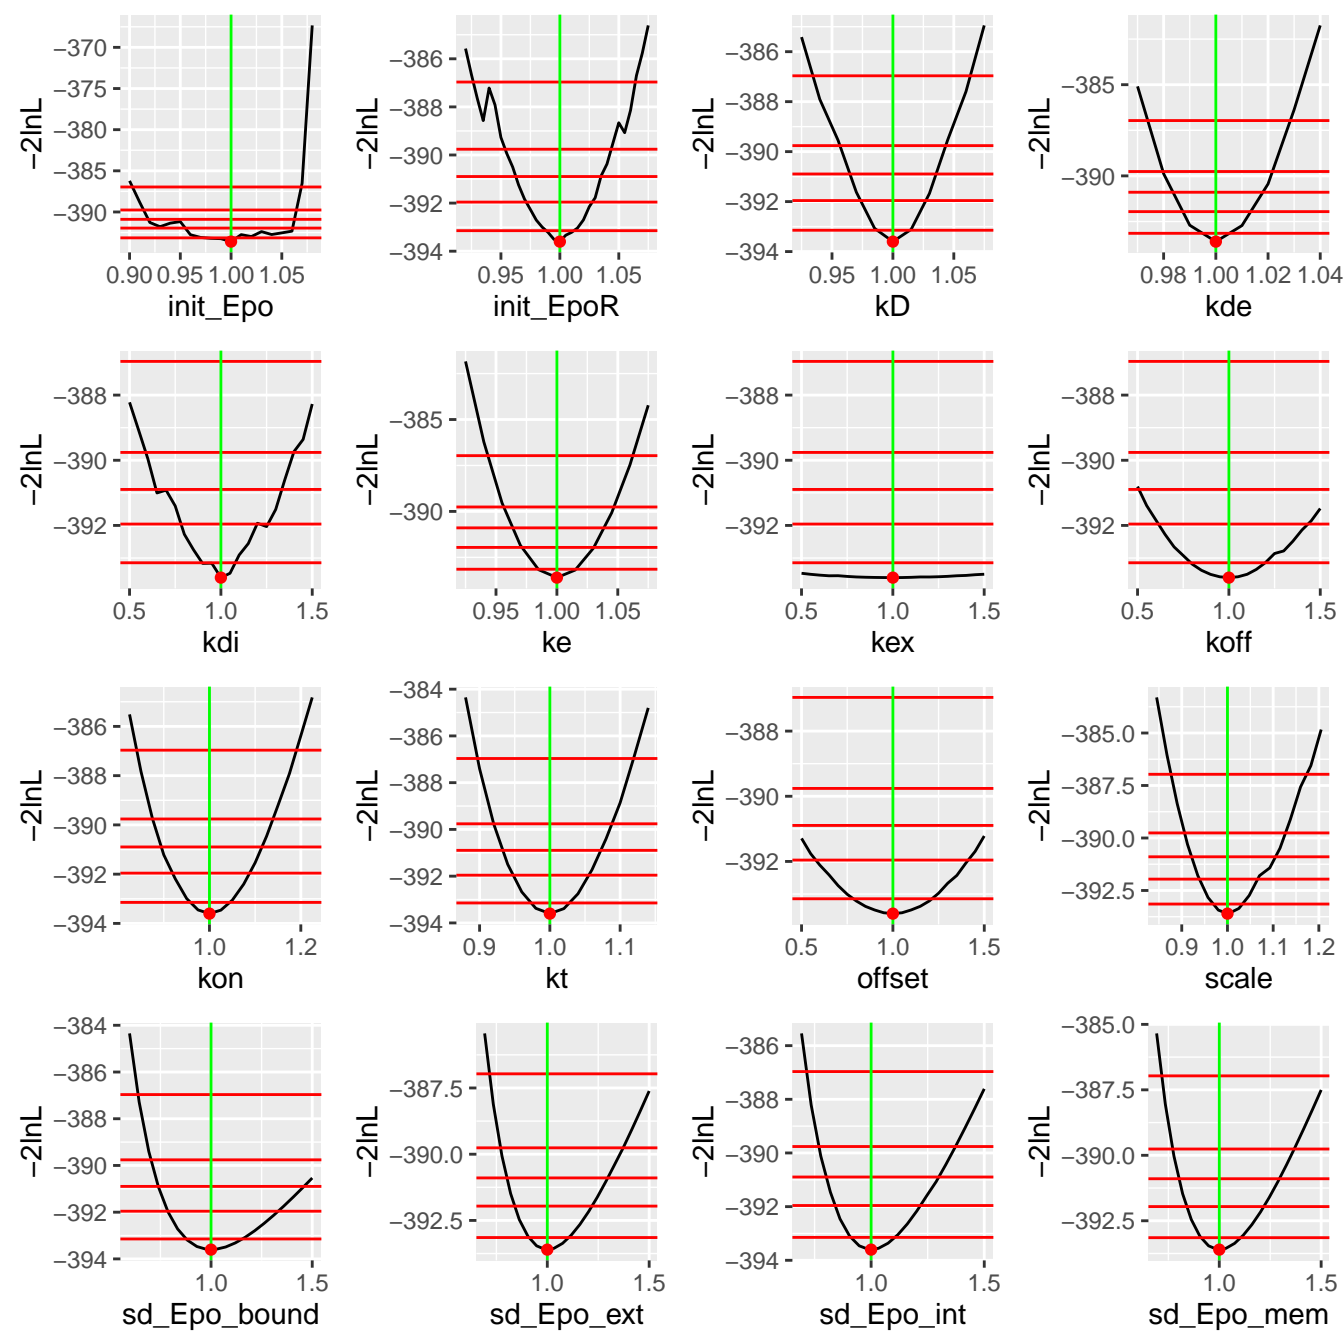 −2lnL
−370
−375
−380
−385
−390
0.90 0.95 1.00 1.05
init_Epo
−2lnL
−386
−388
−390
−392
−394
0.95 1.00 1.05
init_EpoR
−2lnL
−386
−388
−390
−392
−394
0.95 1.00 1.05
kD
−2lnL
−385
−390
0.98 1.00 1.02 1.04
kde
−2lnL
−388
−390
−392
0.5 1.0 1.5
kdi
−2lnL
−385
−390
0.95 1.00 1.05
ke
−2lnL
−388
−390
−392
0.5 1.0 1.5
kex
−2lnL
−388
−390
−392
0.5 1.0 1.5
koff
−2lnL
−386
−388
−390
−392
−394
1.0 1.2
kon
−2lnL
−384
−386
−388
−390
−392
−394
0.9 1.0 1.1
kt
−2lnL
−388
−390
−392
0.5 1.0 1.5
offset
−2lnL
−385.0
−387.5
−390.0
−392.5
0.9 1.0 1.1 1.2
scale
−2lnL
−384
−386
−388
−390
−392
−394
1.0 1.5
sd_Epo_bound
−2lnL
−387.5
−390.0
−392.5
1.0 1.5
sd_Epo_ext
−2lnL
−386
−388
−390
−392
−394
1.0 1.5
sd_Epo_int
−2lnL
−385.0
−387.5
−390.0
−392.5
1.0 1.5
sd_Epo_mem